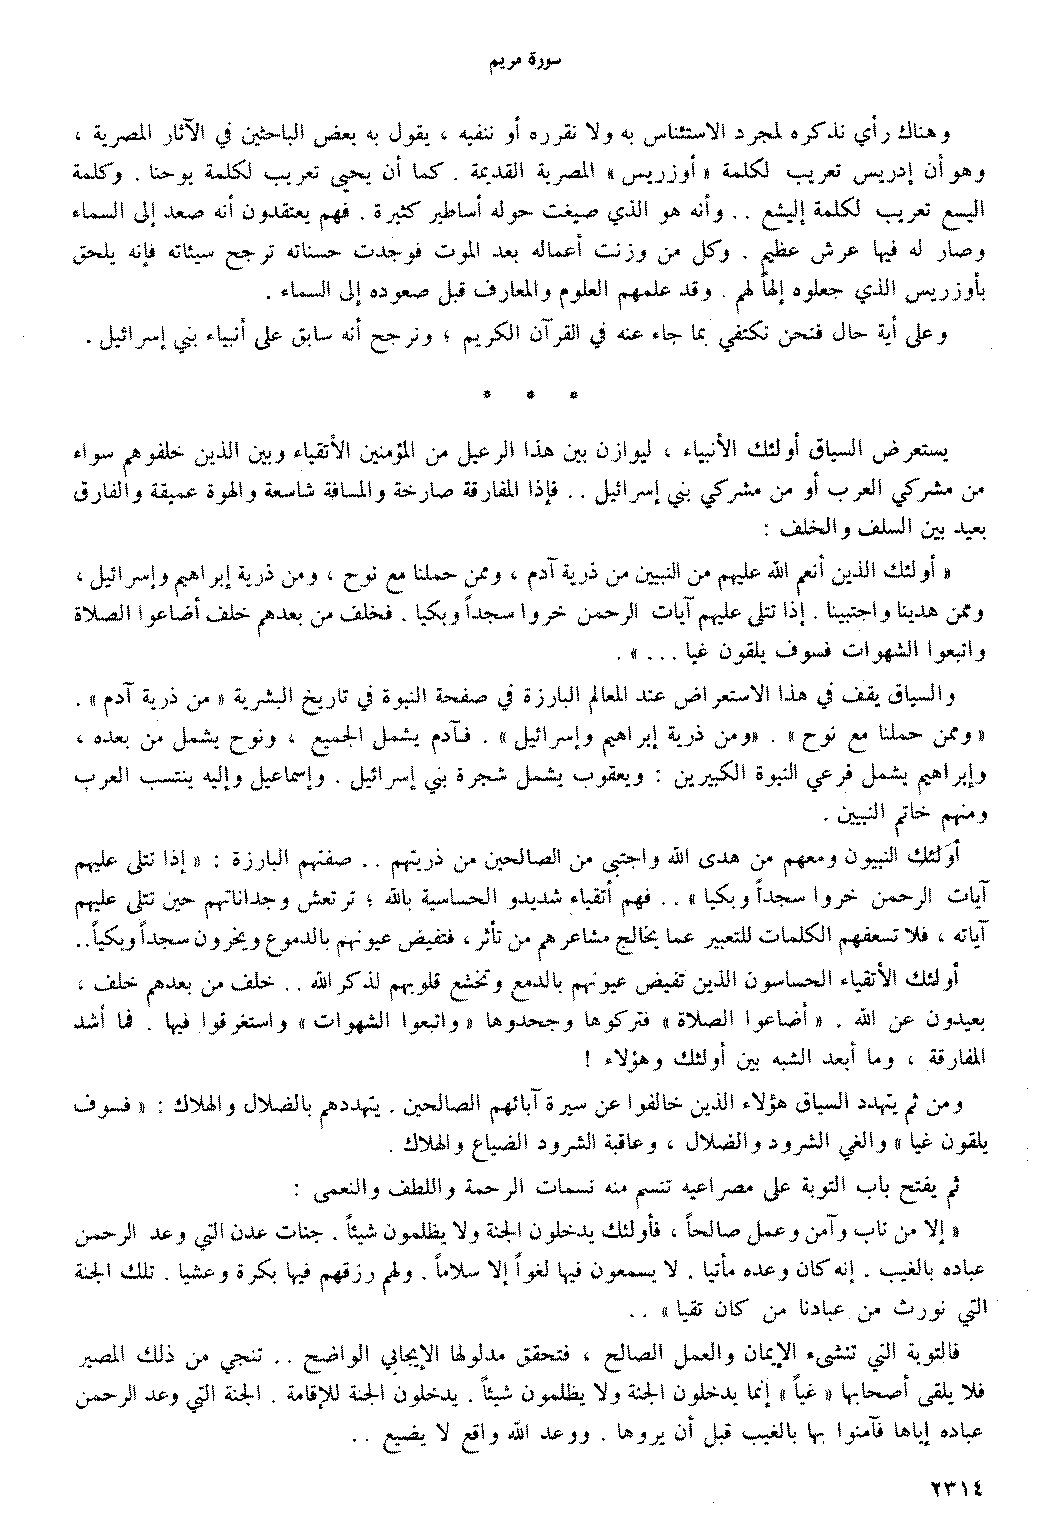 سورة مريم
وهناك رأي نذكره لمجرد الاستئناس به ولا نقرره أو ننفيه ، يقول به بعض الباحثين في الآثار المصرية ،
وهو أن إدريس تعريب لكلمة « أوزريس » المصرية القديمة . كما أن يحيى تعريب لكلمة يوحنا . وكلمة
اليسع تعريب لكلمة إليشع .. وأنه هو الذي صيغت حوله أساطير كثيرة . فهم يعتقدون أنه صعد إلى السماء
وصار له فيها عرش عظيم . وكل من وزنت أعماله بعد الموت فوجدت حسناته ترجح سيئاته فإنه يلحق
بأوزريس الذي جعلوه إلهاً لهم . وقد علمهم العلوم والمعارف قبل صعوده إلى السماء .
وعلى أية حال فنحن نكتفي بما جاء عنه في القرآن الكريم ؛ ونرجح أنه سابق على أنبياء بني إسرائيل .
* * *
يستعرض السياق أولئك الأنبياء ، ليوازن بين هذا الرعيل من المؤمنين الأتقياء وبين الذين خلفوهم سواء
من مشركي العرب أو من مشركي بني إسرائيل .. فإذا المفارقة صارخة والمسافة شاسعة والهوة عميقة والفارق
بعيد بين السلف والخلف :
« أولئك الذين أنعم الله عليهم من النبيين من ذرية آدم ، وممن حملنا مع نوح ، ومن ذرية إبراهيم وإسرائيل ،
وممن هدينا واجتبينا . إذا تتلى عليهم آيات الرحمن خروا سجداً وبكيا . فخلف من بعدهم خلف أضاعوا الصلاة
واتبعوا الشهوات فسوف يلقون غيا ... » .
والسياق يقف في هذا الاستعراض عند المعالم البارزة في صفحة النبوة في تاريخ البشرية « من ذرية آدم » .
« وممن حملنا مع نوح » . «ومن ذرية إبراهيم وإسرائيل » . فآدم يشمل الجميع ، ونوح يشمل من بعده ،
وإبراهيم يشمل فرعي النبوة الكبيرين : ويعقوب يشمل شجرة بني إسرائيل . وإسماعيل وإليه ينتسب العرب
ومنهم خاتم النبيين .
أولئك النبيون ومعهم من هدى الله واجتبى من الصالحين من ذريتهم .. صفتهم البارزة : « إذا تتلى عليهم
آيات الرحمن خروا سجداً وبكيا » .. فهم أتقياء شديدو الحساسية بالله ؛ ترتعش وجداناتهم حين تتلى عليهم
آياته ، فلا تسعفهم الكلمات للتعبير عما يخالج مشاعرهم من تأثر ، فتفيض عيونهم بالدموع ويخرون سجداً وبكياً..
أولئك الأتقياء الحساسون الذين تفيض عيونهم بالدمع وتخشع قلوبهم لذكر الله .. خلف من بعدهم خلف ،
بعيدون عن الله . « أضاعوا الصلاة » فتركوها وجحدوها « واتبعوا الشهوات » واستغرقوا فيها . فما أشد
المفارقة ، وما أبعد الشبه بين أولئك وهؤلاء !
ومن ثم يتهدد السياق هؤلاء الذين خالفوا عن سيرة آبائهم الصالحين . يتهددهم بالضلال والهلاك : « فسوف
يلقون غيا » والغي الشرود والضلال ، وعاقبة الشرود الضياع والهلاك .
ثم يفتح باب التوبة على مصراعيه تنسم منه نسمات الرحمة واللطف والنعمى :
« إلا من تاب وآمن وعمل صالحاً ، فأولئك يدخلون الجنة ولا يظلمون شيئاً . جنات عدن التي وعد الرحمن
عباده بالغيب . إنه كان وعده مأتيا . لا يسمعون فيها لغواً إلا سلاماً . ولهم رزقهم فيها بكرة وعشيا . تلك الجنة
التي نورث من عبادنا من كان تقيا » ..
فالتوبة التي تنشىء الإيمان والعمل الصالح ، فتحقق مدلولها الإيجابي الواضح .. تنجي من ذلك المصير
فلا يلقى أصحابها « غياً » إنما يدخلون الجنة ولا يظلمون شيئاً . يدخلون الجنة للإقامة . الجنة التي وعد الرحمن
عباده إياها فآمنوا بها بالغيب قبل أن يروها . ووعد الله واقع لا يضيع ..
٢٣١٤